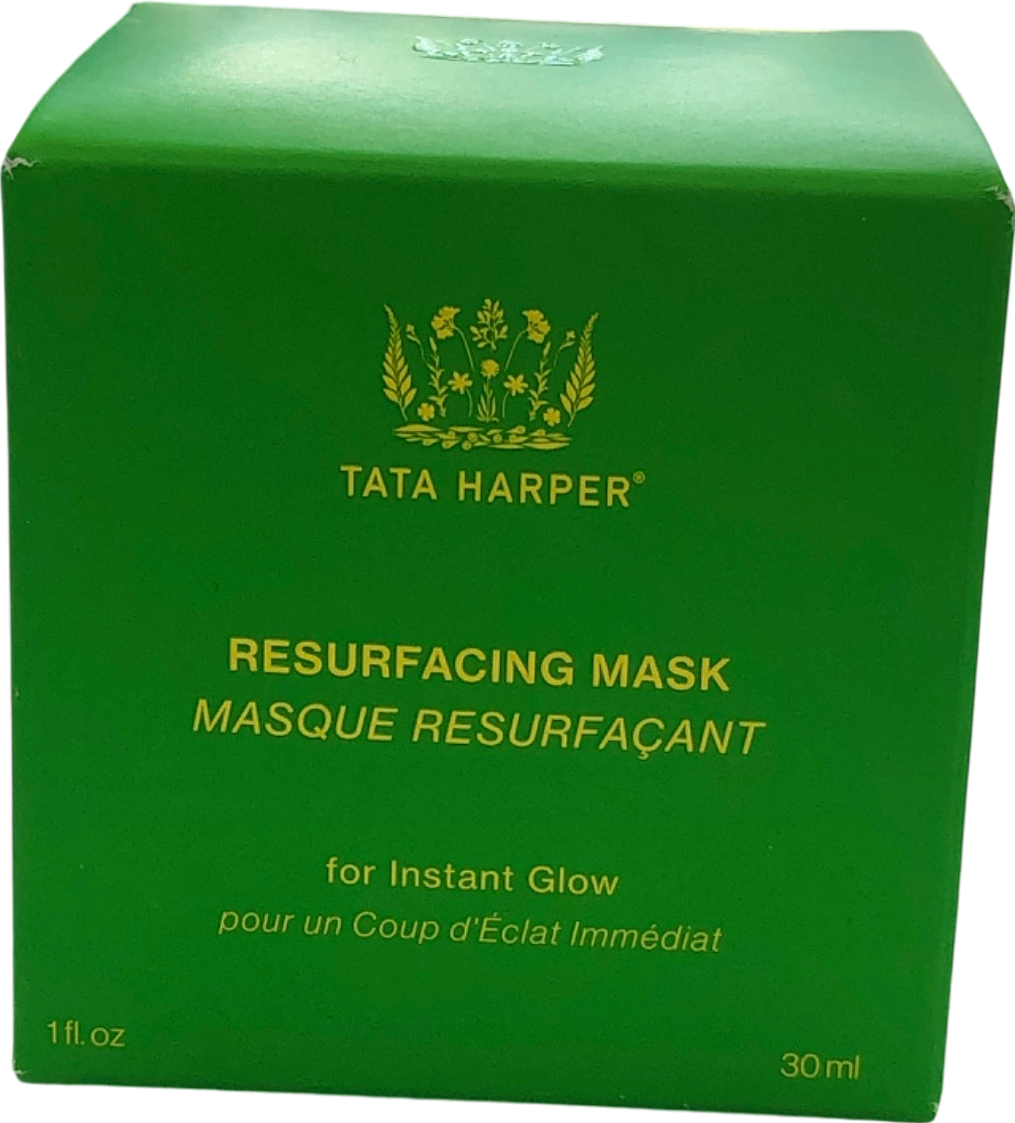 TATA HARPER®
RESURFACING MASK
MASQUE RESURFAÇANT
for Instant Glow
pour un Coup d'Éclat Immédiat
1 fl. oz
30 ml